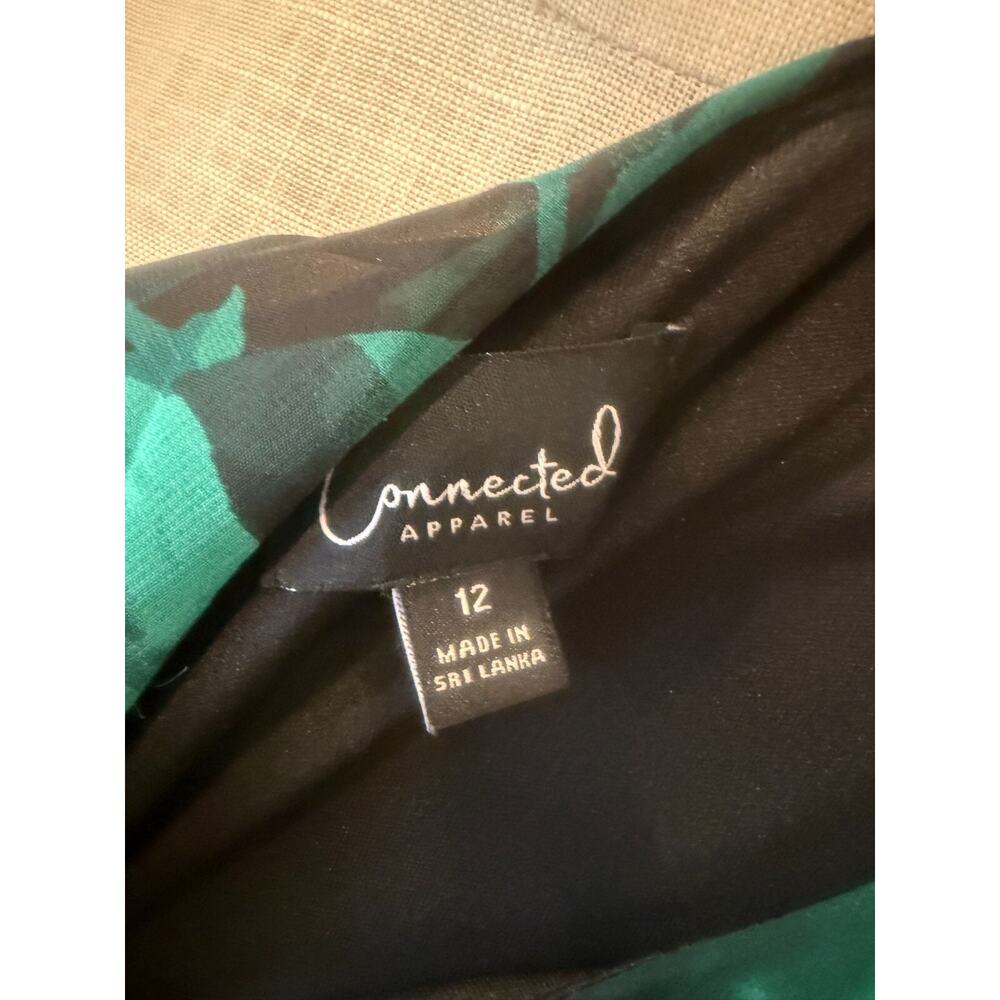 Connected
APPAREL
12
MADE IN
SRI LANKA